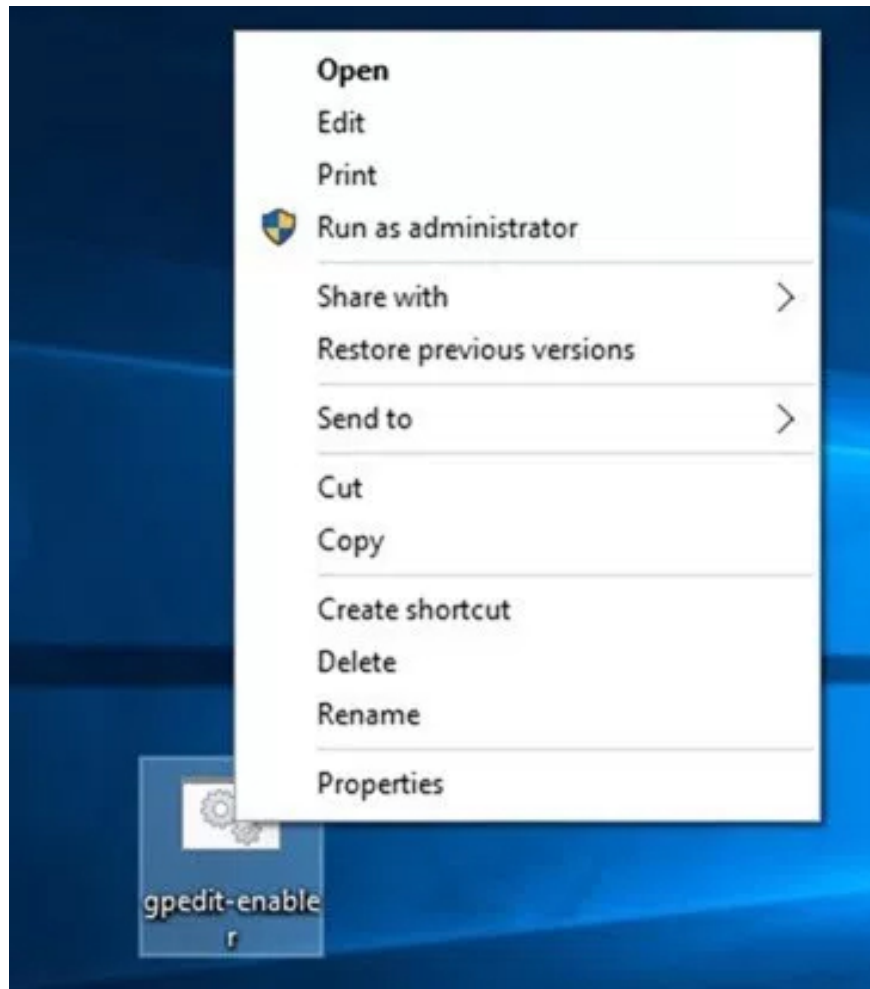 Open
Edit
Print
Run as administrator
Share with
Restore previous versions
Send to
Cut
Copy
Create shortcut
Delete
Rename
Properties
gpedit-enable
r